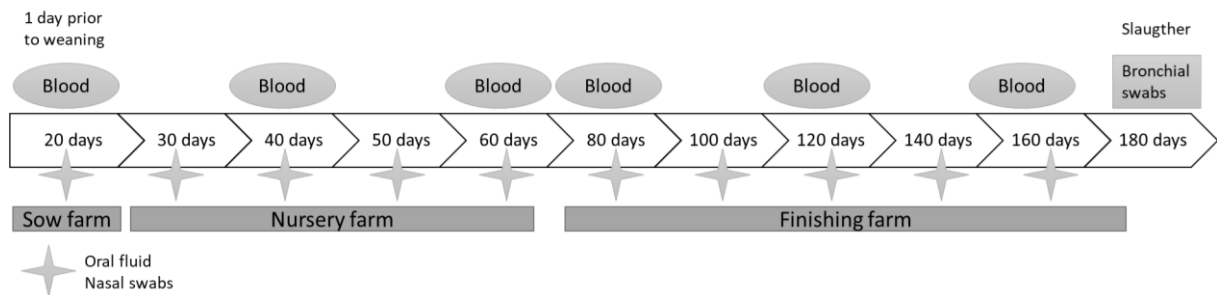 1 day prior
to weaning
Slaugther
Blood
Blood
Blood
Blood
Blood
Blood
Bronchial
swabs
20 days
30 days
40 days
50 days
60 days
80 days
100 days
120 days
140 days
160 days
180 days
Sow farm
Nursery farm
Finishing farm
Oral fluid
Nasal swabs